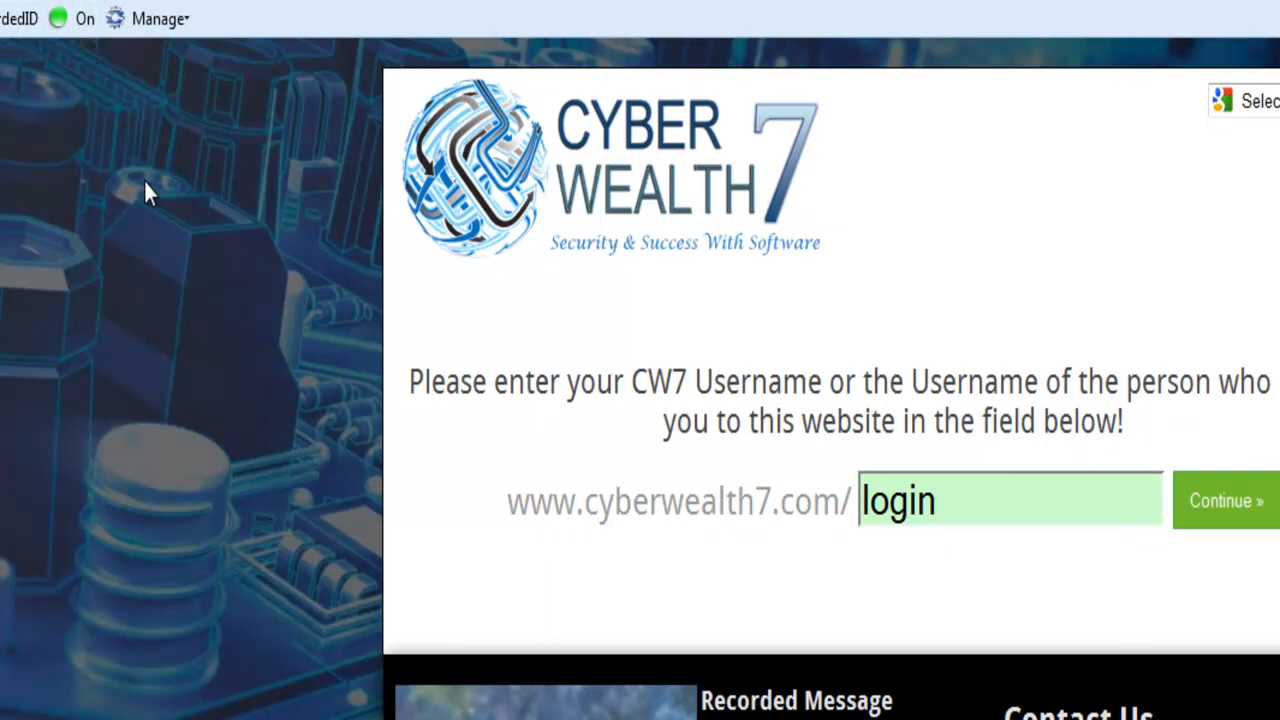 On Manage
CYBER
WEALTH 7
Security & Success With Software
Please enter your CW7 Username or the Username of the person who
you to this website in the field below!
www.cyberwealth7.com/ login Continue »
Recorded Message
Contact Us